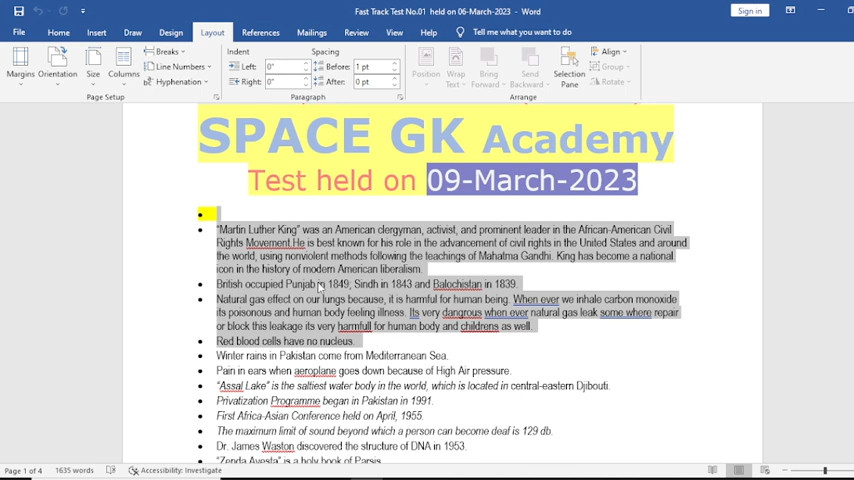 Fast Track Test No.01 held on 06-March-2023 - Word
Sign in
File Home Insert Draw Design Layout References Mailings Review View Help Tell me what you want to do
Margins Orientation Size Columns
Breaks
Line Numbers
Hyphenation
Page Setup
Indent Spacing
Left: 0" Before: 1 pt
Right: 0" After: 0 pt
Paragraph
Position Wrap Text Bring Forward Send Backward Selection Pane
Align
Group
Rotate
Arrange
SPACE GK Academy
Test held on 09-March-2023
“Martin Luther King” was an American clergyman, activist, and prominent leader in the African-American Civil
Rights Movement.He is best known for his role in the advancement of civil rights in the United States and around
the world, using nonviolent methods following the teachings of Mahatma Gandhi. King has become a national
icon in the history of modern American liberalism.
British occupied Punjab in 1849; Sindh in 1843 and Balochistan in 1839.
Natural gas effect on our lungs because, it is harmful for human being. When ever we inhale carbon monoxide
its poisonous and human body feeling illness. Its very dangrous when ever natural gas leak some where repair
or block this leakage its very harmfull for human body and childrens as well.
Red blood cells have no nucleus.
Winter rains in Pakistan come from Mediterranean Sea.
Pain in ears when aeroplane goes down because of High Air pressure.
“Assal Lake” is the saltiest water body in the world, which is located in central-eastern Djibouti.
Privatization Programme began in Pakistan in 1991.
First Africa-Asian Conference held on April, 1955.
The maximum limit of sound beyond which a person can become deaf is 129 db.
Dr. James Waston discovered the structure of DNA in 1953.
“Zenda Avesta” is a holy book of Parsis.
Page 1 of 4 1635 words Accessibility: Investigate